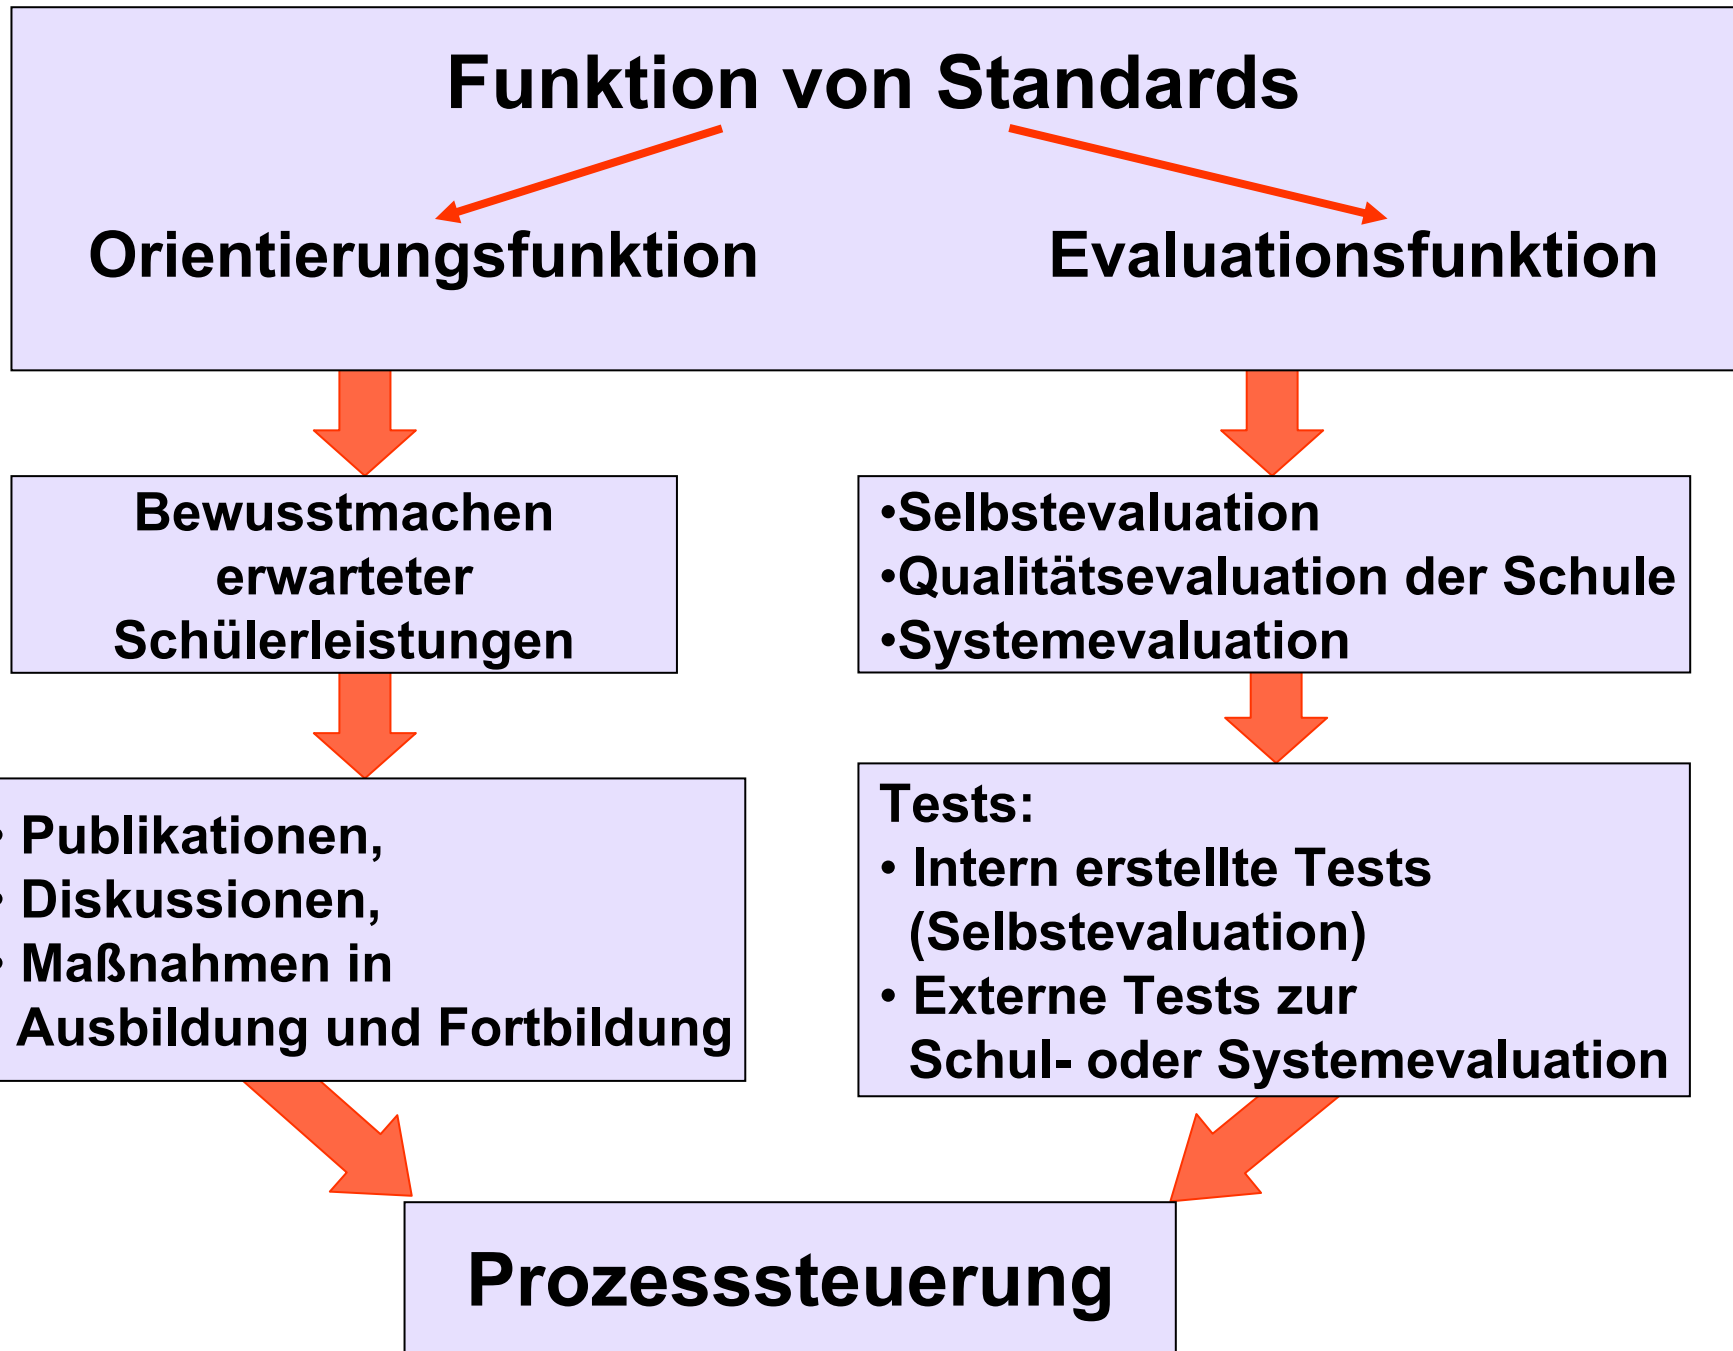 Funktion von Standards
Orientierungsfunktion
Evaluationsfunktion
Bewusstmachen
erwarteter
Schülerleistungen
•Selbstevaluation
•Qualitätsevaluation der Schule
•Systemevaluation
• Publikationen,
• Diskussionen,
• Maßnahmen in
Ausbildung und Fortbildung
Tests:
• Intern erstellte Tests
(Selbstevaluation)
• Externe Tests zur
Schul- oder Systemevaluation
Prozesssteuerung